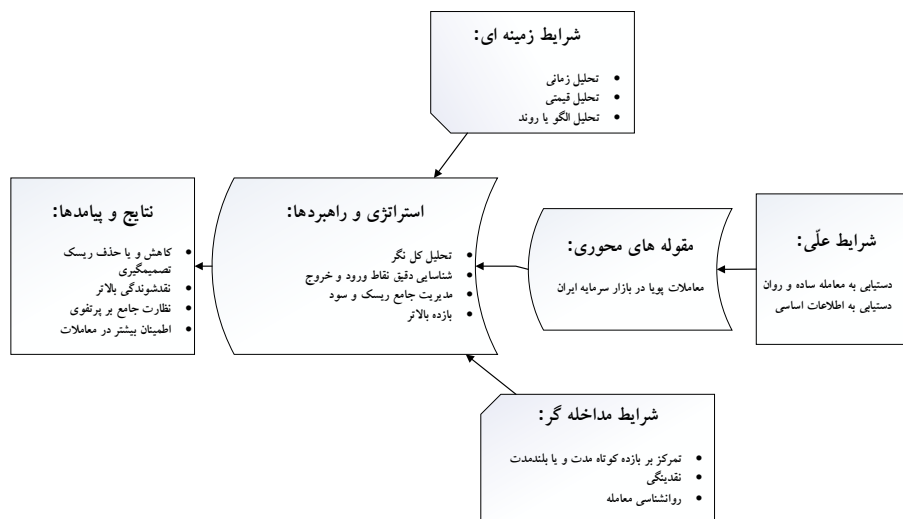 شرایط زمینه ای:
تحلیل زمانی
تحلیل قیمتی
تحلیل الگو یا روند
شرایط علّی:
دستیابی به معامله ساده و روان
دستیابی به اطلاعات اساسی
مقوله های محوری:
معاملات پویا در بازار سرمایه ایران
استراتژی و راهبردها:
تحلیل کل نگر
شناسایی دقیق نقاط ورود و خروج
مدیریت جامع ریسک و سود
بازده بالاتر
نتایج و پیامدها:
کاهش و یا حذف ریسک
تصمیمگیری
نقدشوندگی بالاتر
نظارت جامع بر پرتفوی
اطمینان بیشتر در معاملات
شرایط مداخله گر:
تمرکز بر بازده کوتاه مدت و یا بلندمدت
نقدینگی
روانشناسی معامله